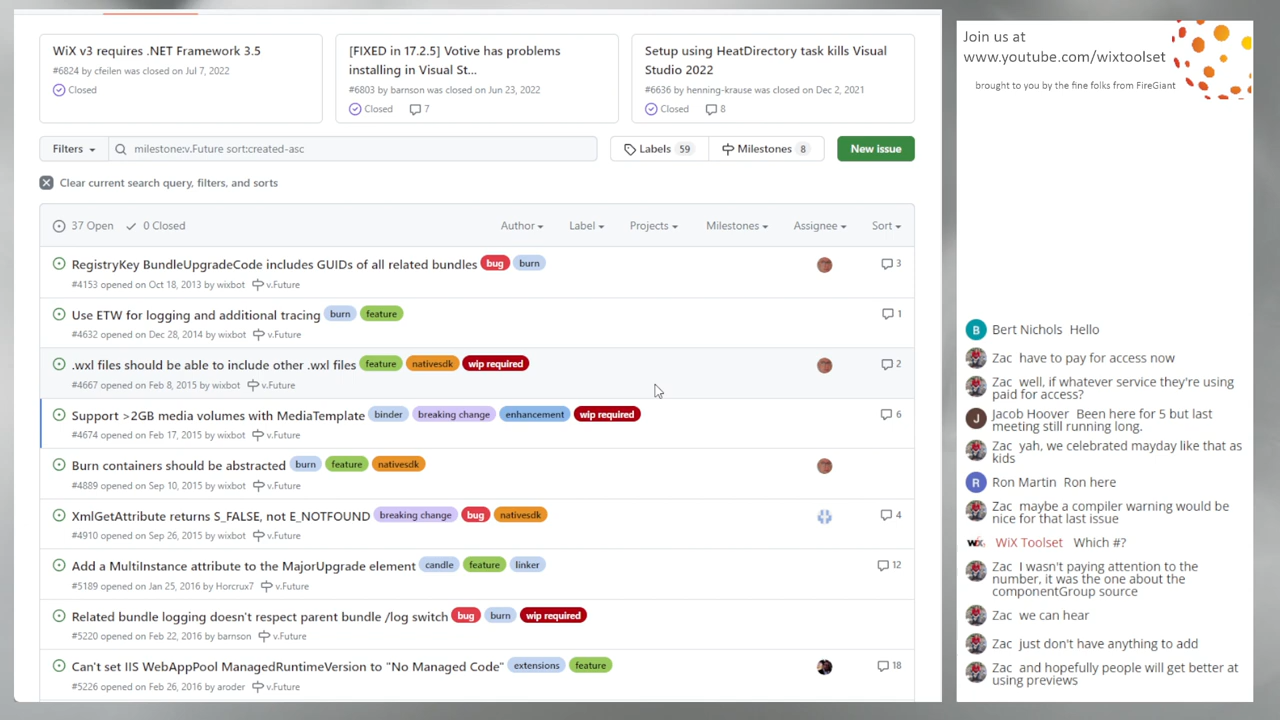 WiX v3 requires .NET Framework 3.5
#6824 by cfeilen was closed on Jul 7, 2022
Closed
[FIXED in 17.2.5] Votive has problems
installing in Visual St...
#6803 by barnson was closed on Jun 23, 2022
Closed 7
Setup using HeatDirectory task kills Visual
Studio 2022
#6636 by henning-krause was closed on Dec 2, 2021
Closed 8
Filters milestone:v.Future sort:created-asc Labels 59 Milestones 8 New issue
Clear current search query, filters, and sorts
37 Open 0 Closed Author Label Projects Milestones Assignee Sort
RegistryKey BundleUpgradeCode includes GUIDs of all related bundles bug burn 3
#4153 opened on Oct 18, 2013 by wixbot v.Future
Use ETW for logging and additional tracing burn feature 1
#4632 opened on Dec 28, 2014 by wixbot v.Future
.wxl files should be able to include other .wxl files feature nativesdk wip required 2
#4667 opened on Feb 8, 2015 by wixbot v.Future
Support >2GB media volumes with MediaTemplate binder breaking change enhancement wip required 6
#4674 opened on Feb 17, 2015 by wixbot v.Future
Burn containers should be abstracted burn feature nativesdk
#4889 opened on Sep 10, 2015 by wixbot v.Future
XmlGetAttribute returns S_FALSE, not E_NOTFOUND breaking change bug nativesdk 4
#4910 opened on Sep 26, 2015 by wixbot v.Future
Add a MultiInstance attribute to the MajorUpgrade element candle feature linker 12
#5189 opened on Jan 25, 2016 by Horcrux7 v.Future
Related bundle logging doesn't respect parent bundle /log switch bug burn wip required
#5220 opened on Feb 22, 2016 by barnson v.Future
Can't set IIS WebAppPool ManagedRuntimeVersion to "No Managed Code" extensions feature 18
#5226 opened on Feb 26, 2016 by aroder v.Future
Join us at
www.youtube.com/wixtoolset
brought to you by the fine folks from FireGiant
B Bert Nichols Hello
Zac have to pay for access now
Zac well, if whatever service they're using
paid for access?
J Jacob Hoover Been here for 5 but last
meeting still running long.
Zac yah, we celebrated mayday like that as
kids
R Ron Martin Ron here
Zac maybe a compiler warning would be
nice for that last issue
wix WiX Toolset Which #?
Zac I wasn't paying attention to the
number, it was the one about the
componentGroup source
Zac we can hear
Zac just don't have anything to add
Zac and hopefully people will get better at
using previews